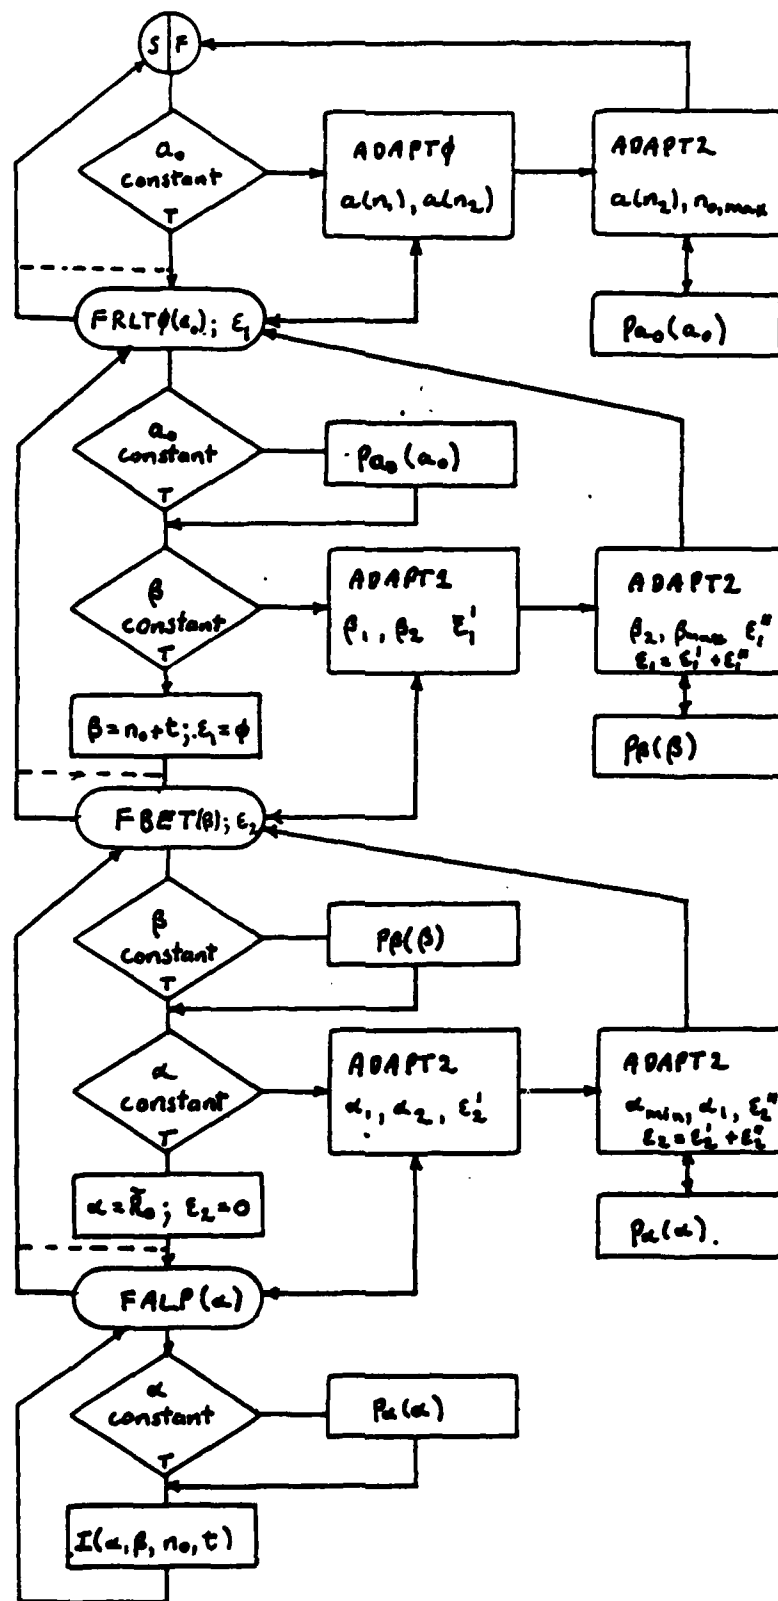 S F
a₀
constant
T
ADAPTϕ
a(n₁), a(n₂)
ADAPT2
a(n₂), n₀,max
FRLTϕ(a₀); ε₁
Pa₀(a₀)
a₀
constant
T
Pa₀(a₀)
β
constant
T
ADAPT1
β₁, β₂ ε₁'
ADAPT2
β₂, βmax ε₁"
ε₁ = ε₁' + ε₁"
β = n₀ + t; ε₁ = ϕ
Pβ(β)
FBET(β); ε₂
β
constant
T
Pβ(β)
α
constant
T
ADAPT2
α₁, α₂, ε₂'
ADAPT2
αmin, α₁, ε₂"
ε₂ = ε₂' + ε₂"
α = R̃₀; ε₂ = 0
Pα(α).
FALP(α)
α
constant
T
Pα(α)
I(α, β, n₀, t)